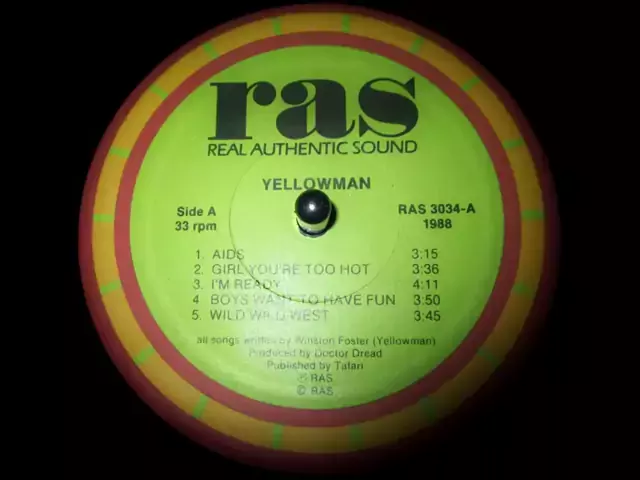 ras
REAL AUTHENTIC SOUND
YELLOWMAN
Side A RAS 3034-A
33 rpm 1988
1. AIDS 3:15
2. GIRL YOU'RE TOO HOT 3:36
3. I'M READY 4:11
4 BOYS WANT TO HAVE FUN 3:50
5. WILD WILD WEST 3:45
all songs written by Winston Foster (Yellowman)
Produced by Doctor Dread
Published by Tafari
℗ RAS
© RAS